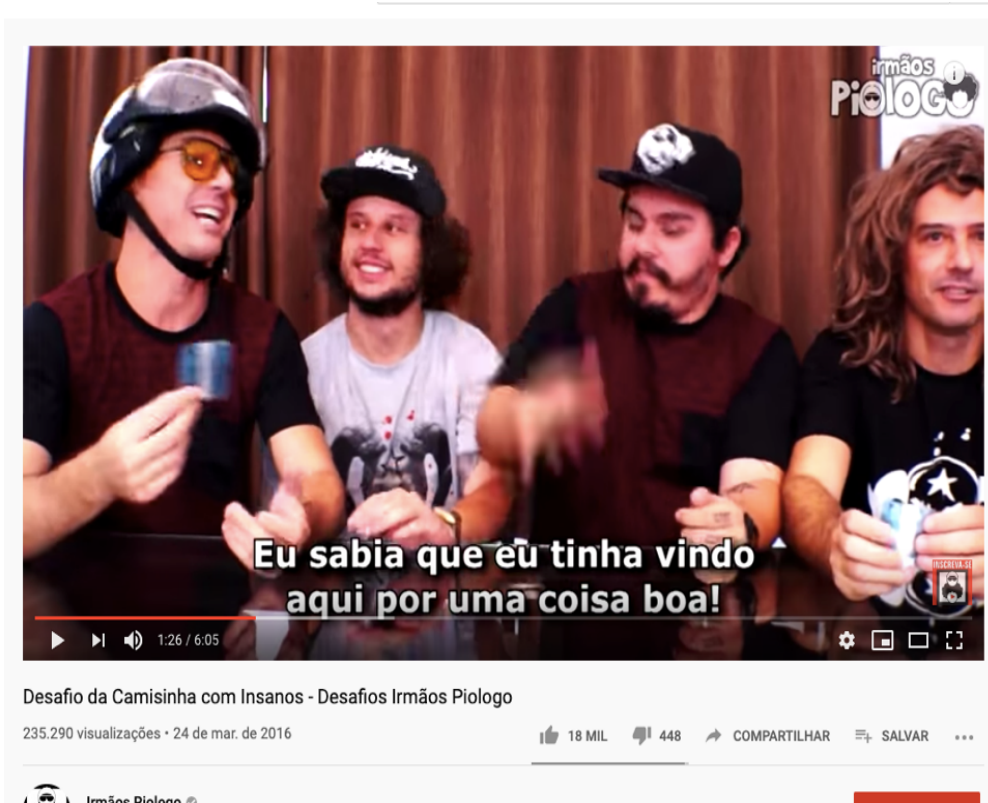 irmãos
PioloGo
Eu sabia que eu tinha vindo
aqui por uma coisa boa!
INSCREVA-SE
1:26 / 6:05
Desafio da Camisinha com Insanos - Desafios Irmãos Piologo
235.290 visualizações • 24 de mar. de 2016
18 MIL
448
COMPARTILHAR
SALVAR
Irmãos Piologo